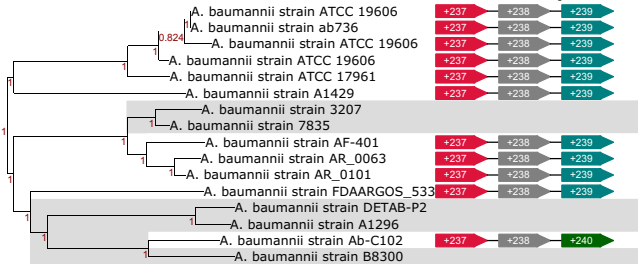 A. baumannii strain ATCC 19606 +237 +238 +239
A. baumannii strain ab736 +237 +238 +239
0.824
1
A. baumannii strain ATCC 19606 +237 +238 +239
1
A. baumannii strain ATCC 19606 +237 +238 +239
1
A. baumannii strain ATCC 17961 +237 +238 +239
1
A. baumannii strain A1429 +237 +238 +239
A. baumannii strain 3207
1
1
A. baumannii strain 7835
1
A. baumannii strain AF-401 +237 +238 +239
1
A. baumannii strain AR_0063 +237 +238 +239
1
1
A. baumannii strain AR_0101 +237 +238 +239
A. baumannii strain FDAARGOS_533 +237 +238 +239
A. baumannii strain DETAB-P2
1
1
A. baumannii strain A1296
A. baumannii strain Ab-C102 +237 +238 +240
1
1
A. baumannii strain B8300